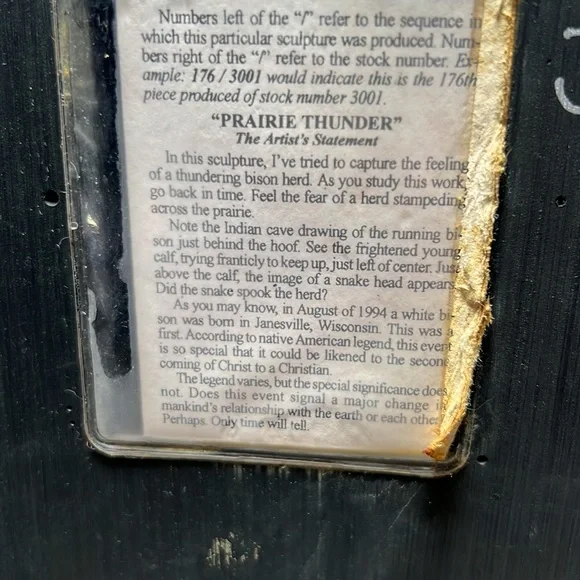 Numbers left of the “/” refer to the sequence in
which this particular sculpture was produced. Num-
bers right of the “/” refer to the stock number. Ex-
ample: 176 / 3001 would indicate this is the 176th
piece produced of stock number 3001.
“PRAIRIE THUNDER”
The Artist's Statement
In this sculpture, I've tried to capture the feeling
of a thundering bison herd. As you study this work,
go back in time. Feel the fear of a herd stampeding
across the prairie.
Note the Indian cave drawing of the running bi-
son just behind the hoof. See the frightened young
calf, trying franticly to keep up, just left of center. Just
above the calf, the image of a snake head appears.
Did the snake spook the herd?
As you may know, in August of 1994 a white bi-
son was born in Janesville, Wisconsin. This was a
first. According to native American legend, this event
is so special that it could be likened to the second
coming of Christ to a Christian.
The legend varies, but the special significance does
not. Does this event signal a major change in
mankind's relationship with the earth or each other?
Perhaps. Only time will tell.